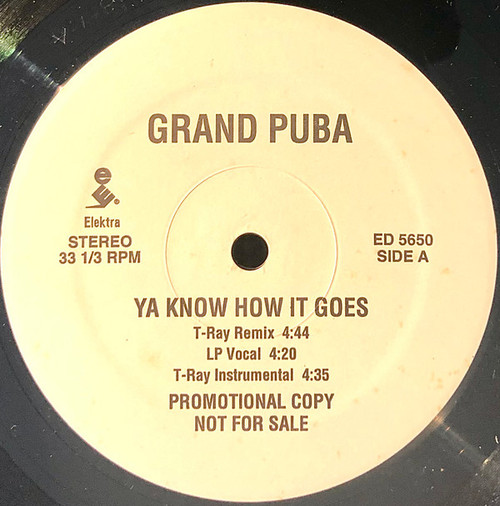 GRAND PUBA
Elektra
STEREO
33 1/3 RPM
ED 5650
SIDE A
YA KNOW HOW IT GOES
T-Ray Remix 4:44
LP Vocal 4:20
T-Ray Instrumental 4:35
PROMOTIONAL COPY
NOT FOR SALE